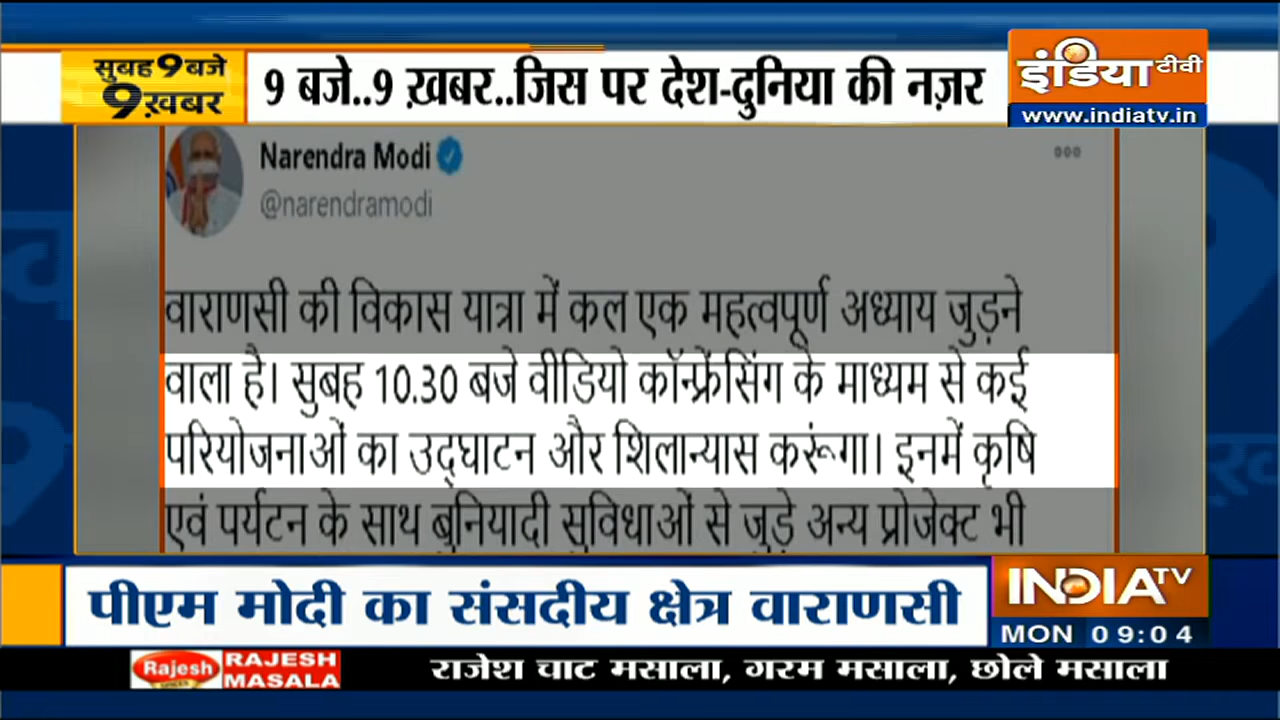 सुबह 9 बजे
9 ख़बर
9 बजे..9 ख़बर..जिस पर देश-दुनिया की नज़र
इंडिया टीवी
www.indiatv.in
Narendra Modi
@narendramodi
वाराणसी की विकास यात्रा में कल एक महत्वपूर्ण अध्याय जुड़ने
वाला है। सुबह 10.30 बजे वीडियो कॉन्फ्रेंसिंग के माध्यम से कई
परियोजनाओं का उद्घाटन और शिलान्यास करूंगा। इनमें कृषि
एवं पर्यटन के साथ बुनियादी सुविधाओं से जुड़े अन्य प्रोजेक्ट भी
पीएम मोदी का संसदीय क्षेत्र वाराणसी
INDIA TV
MON 09:04
Rajesh
RAJESH
MASALA
राजेश चाट मसाला, गरम मसाला, छोले मसाला